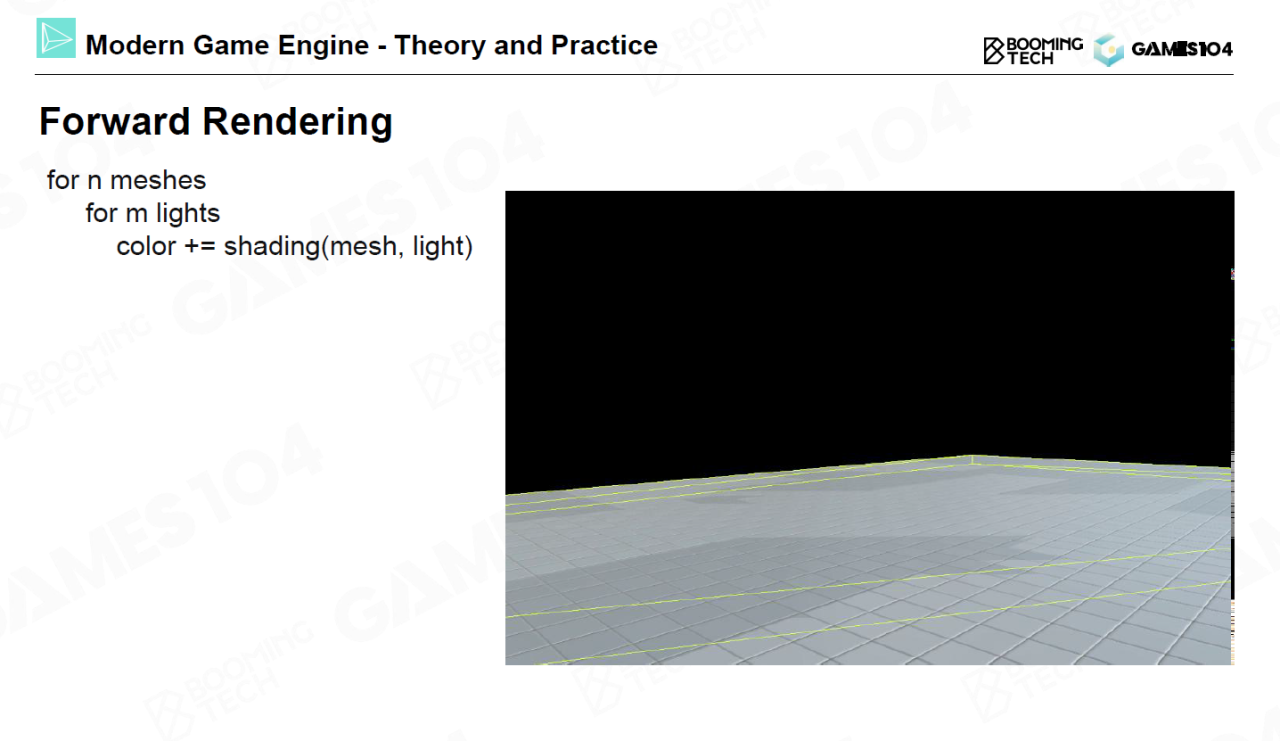 Modern Game Engine - Theory and Practice
BOOMING
TECH
GAMES104
Forward Rendering
for n meshes
for m lights
color += shading(mesh, light)